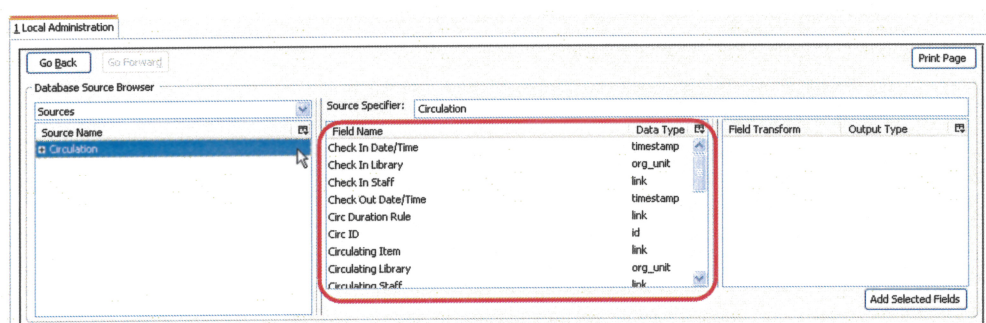 1 Local Administration
Go Back Go Forward Print Page
Database Source Browser
Sources Source Specifier: Circulation
Source Name Field Name Data Type Field Transform Output Type
Circulation Check In Date/Time timestamp
Check In Library org_unit
Check In Staff link
Check Out Date/Time timestamp
Circ Duration Rule link
Circ ID id
Circulating Item link
Circulating Library org_unit
Circulating Staff link
Add Selected Fields